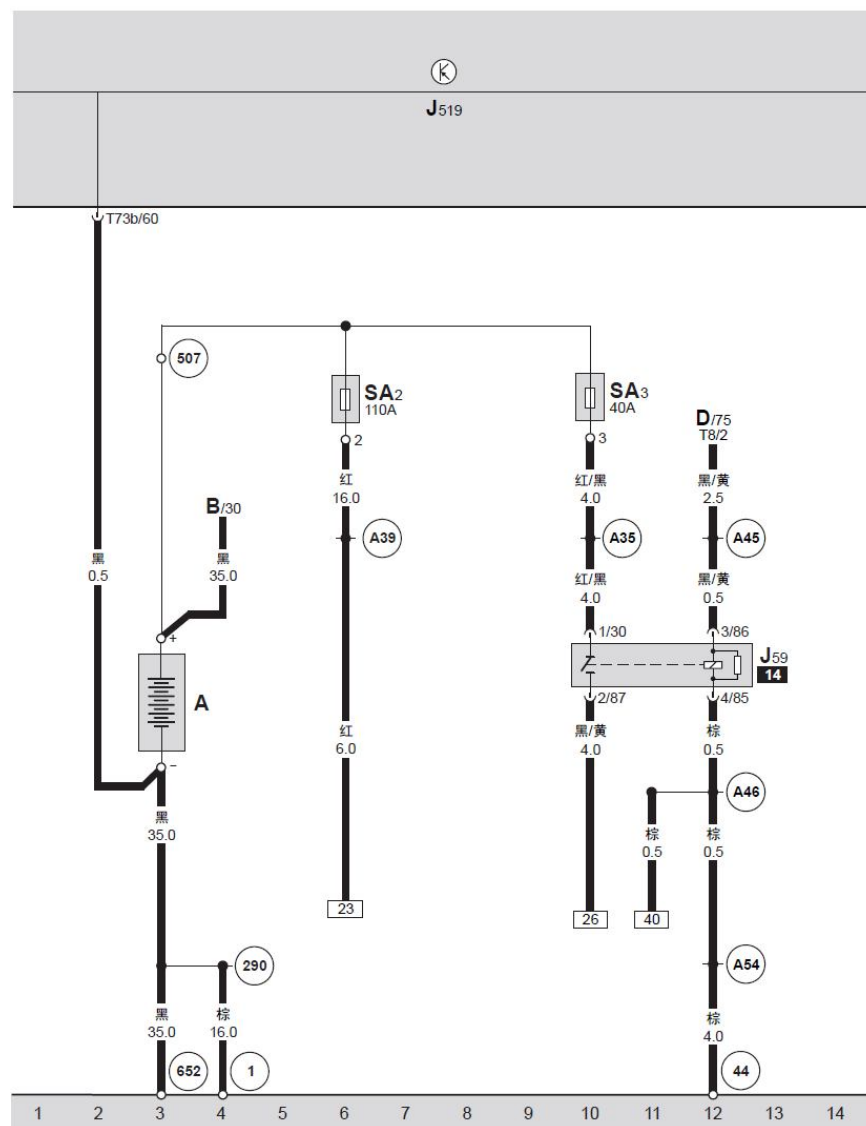 J519
T73b/60
507
SA2
110A
2
SA3
40A
3
D/75
T8/2
红
16.0
红/黑
4.0
黑/黄
2.5
B/30
A39
A35
A45
黑
0.5
黑
35.0
红/黑
4.0
黑/黄
0.5
+
1/30
3/86
J59
14
A
2/87
4/85
红
6.0
黑/黄
4.0
棕
0.5
−
A46
黑
35.0
棕
0.5
棕
0.5
23
26
40
290
A54
黑
35.0
棕
16.0
棕
4.0
652
1
44
1 2 3 4 5 6 7 8 9 10 11 12 13 14